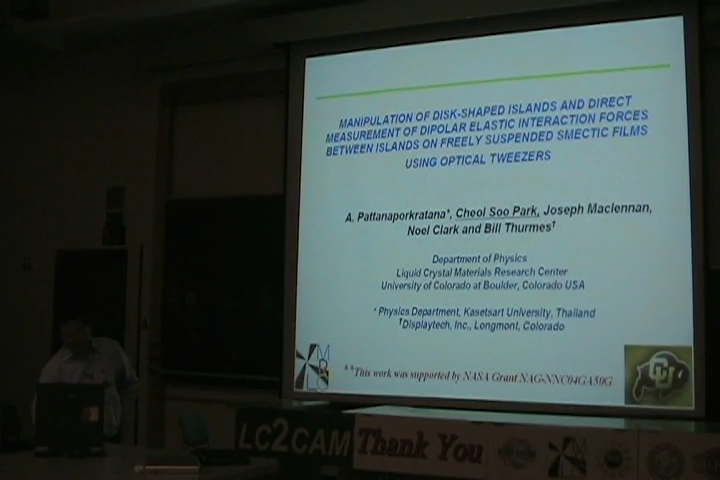 MANIPULATION OF DISK-SHAPED ISLANDS AND DIRECT
MEASUREMENT OF DIPOLAR ELASTIC INTERACTION FORCES
BETWEEN ISLANDS ON FREELY SUSPENDED SMECTIC FILMS
USING OPTICAL TWEEZERS
A. Pattanaporkratana*, Cheol Soo Park, Joseph Maclennan,
Noel Clark and Bill Thurmes†
Department of Physics
Liquid Crystal Materials Research Center
University of Colorado at Boulder, Colorado USA
* Physics Department, Kasetsart University, Thailand
†Displaytech, Inc., Longmont, Colorado
**This work was supported by NASA Grant NAG-NNC04GA50G
CU
LC2CAM
Thank You